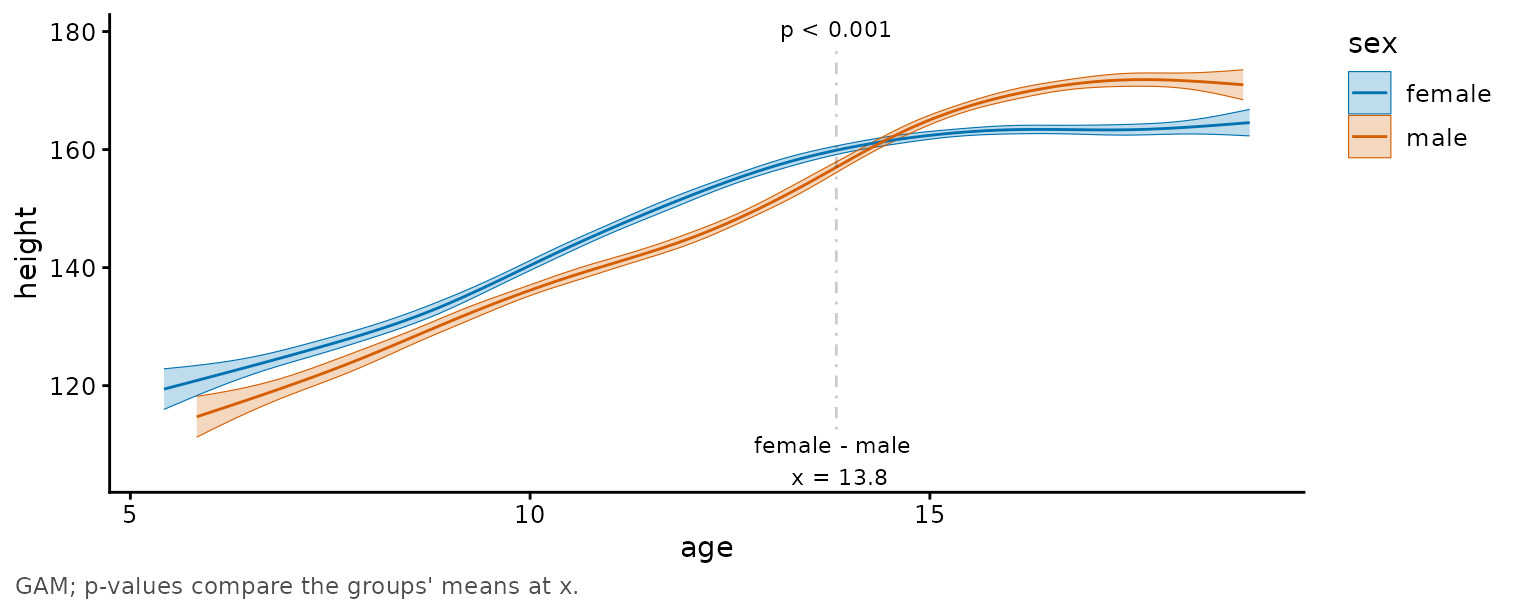 p < 0.001
180
160
140
120
height
female - male
x = 13.8
5
10
15
age
sex
female
male
GAM; p-values compare the groups' means at x.